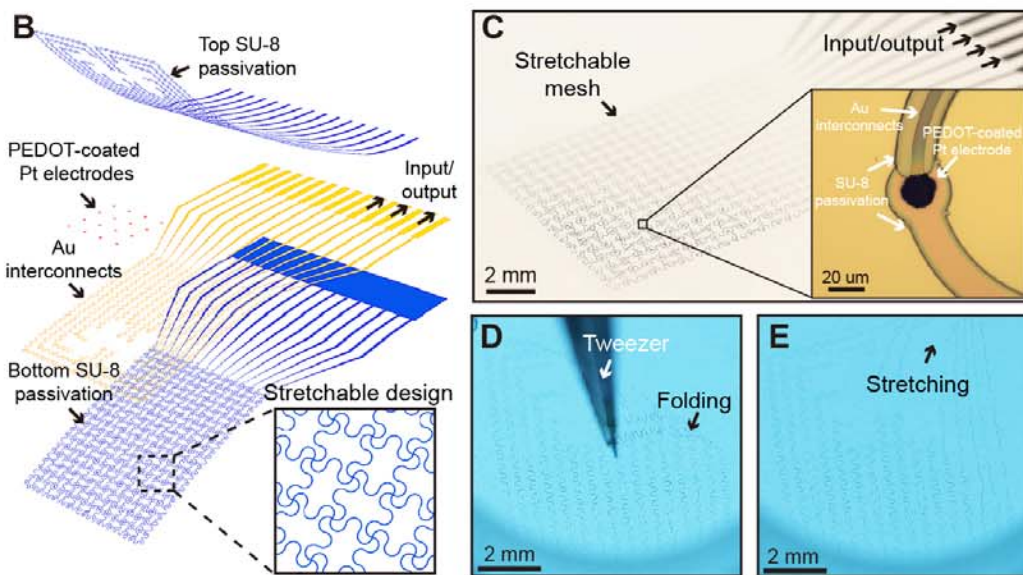 B
Top SU-8
passivation
PEDOT-coated
Pt electrodes
Input/
output
Au
interconnects
Bottom SU-8
passivation
Stretchable design
C
Input/output
Stretchable
mesh
Au
interconnects
PEDOT-coated
Pt electrode
SU-8
passivation
2 mm
20 um
D
Tweezer
Folding
2 mm
E
Stretching
2 mm